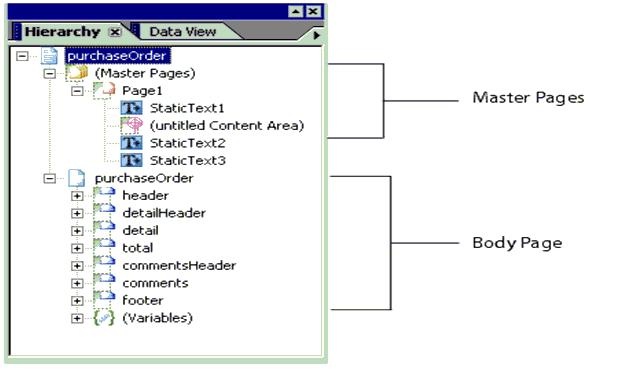 Hierarchy Data View
purchaseOrder
(Master Pages)
Page1
StaticText1
(untitled Content Area)
StaticText2
StaticText3
purchaseOrder
header
detailHeader
detail
total
commentsHeader
comments
footer
(Variables)
Master Pages
Body Page